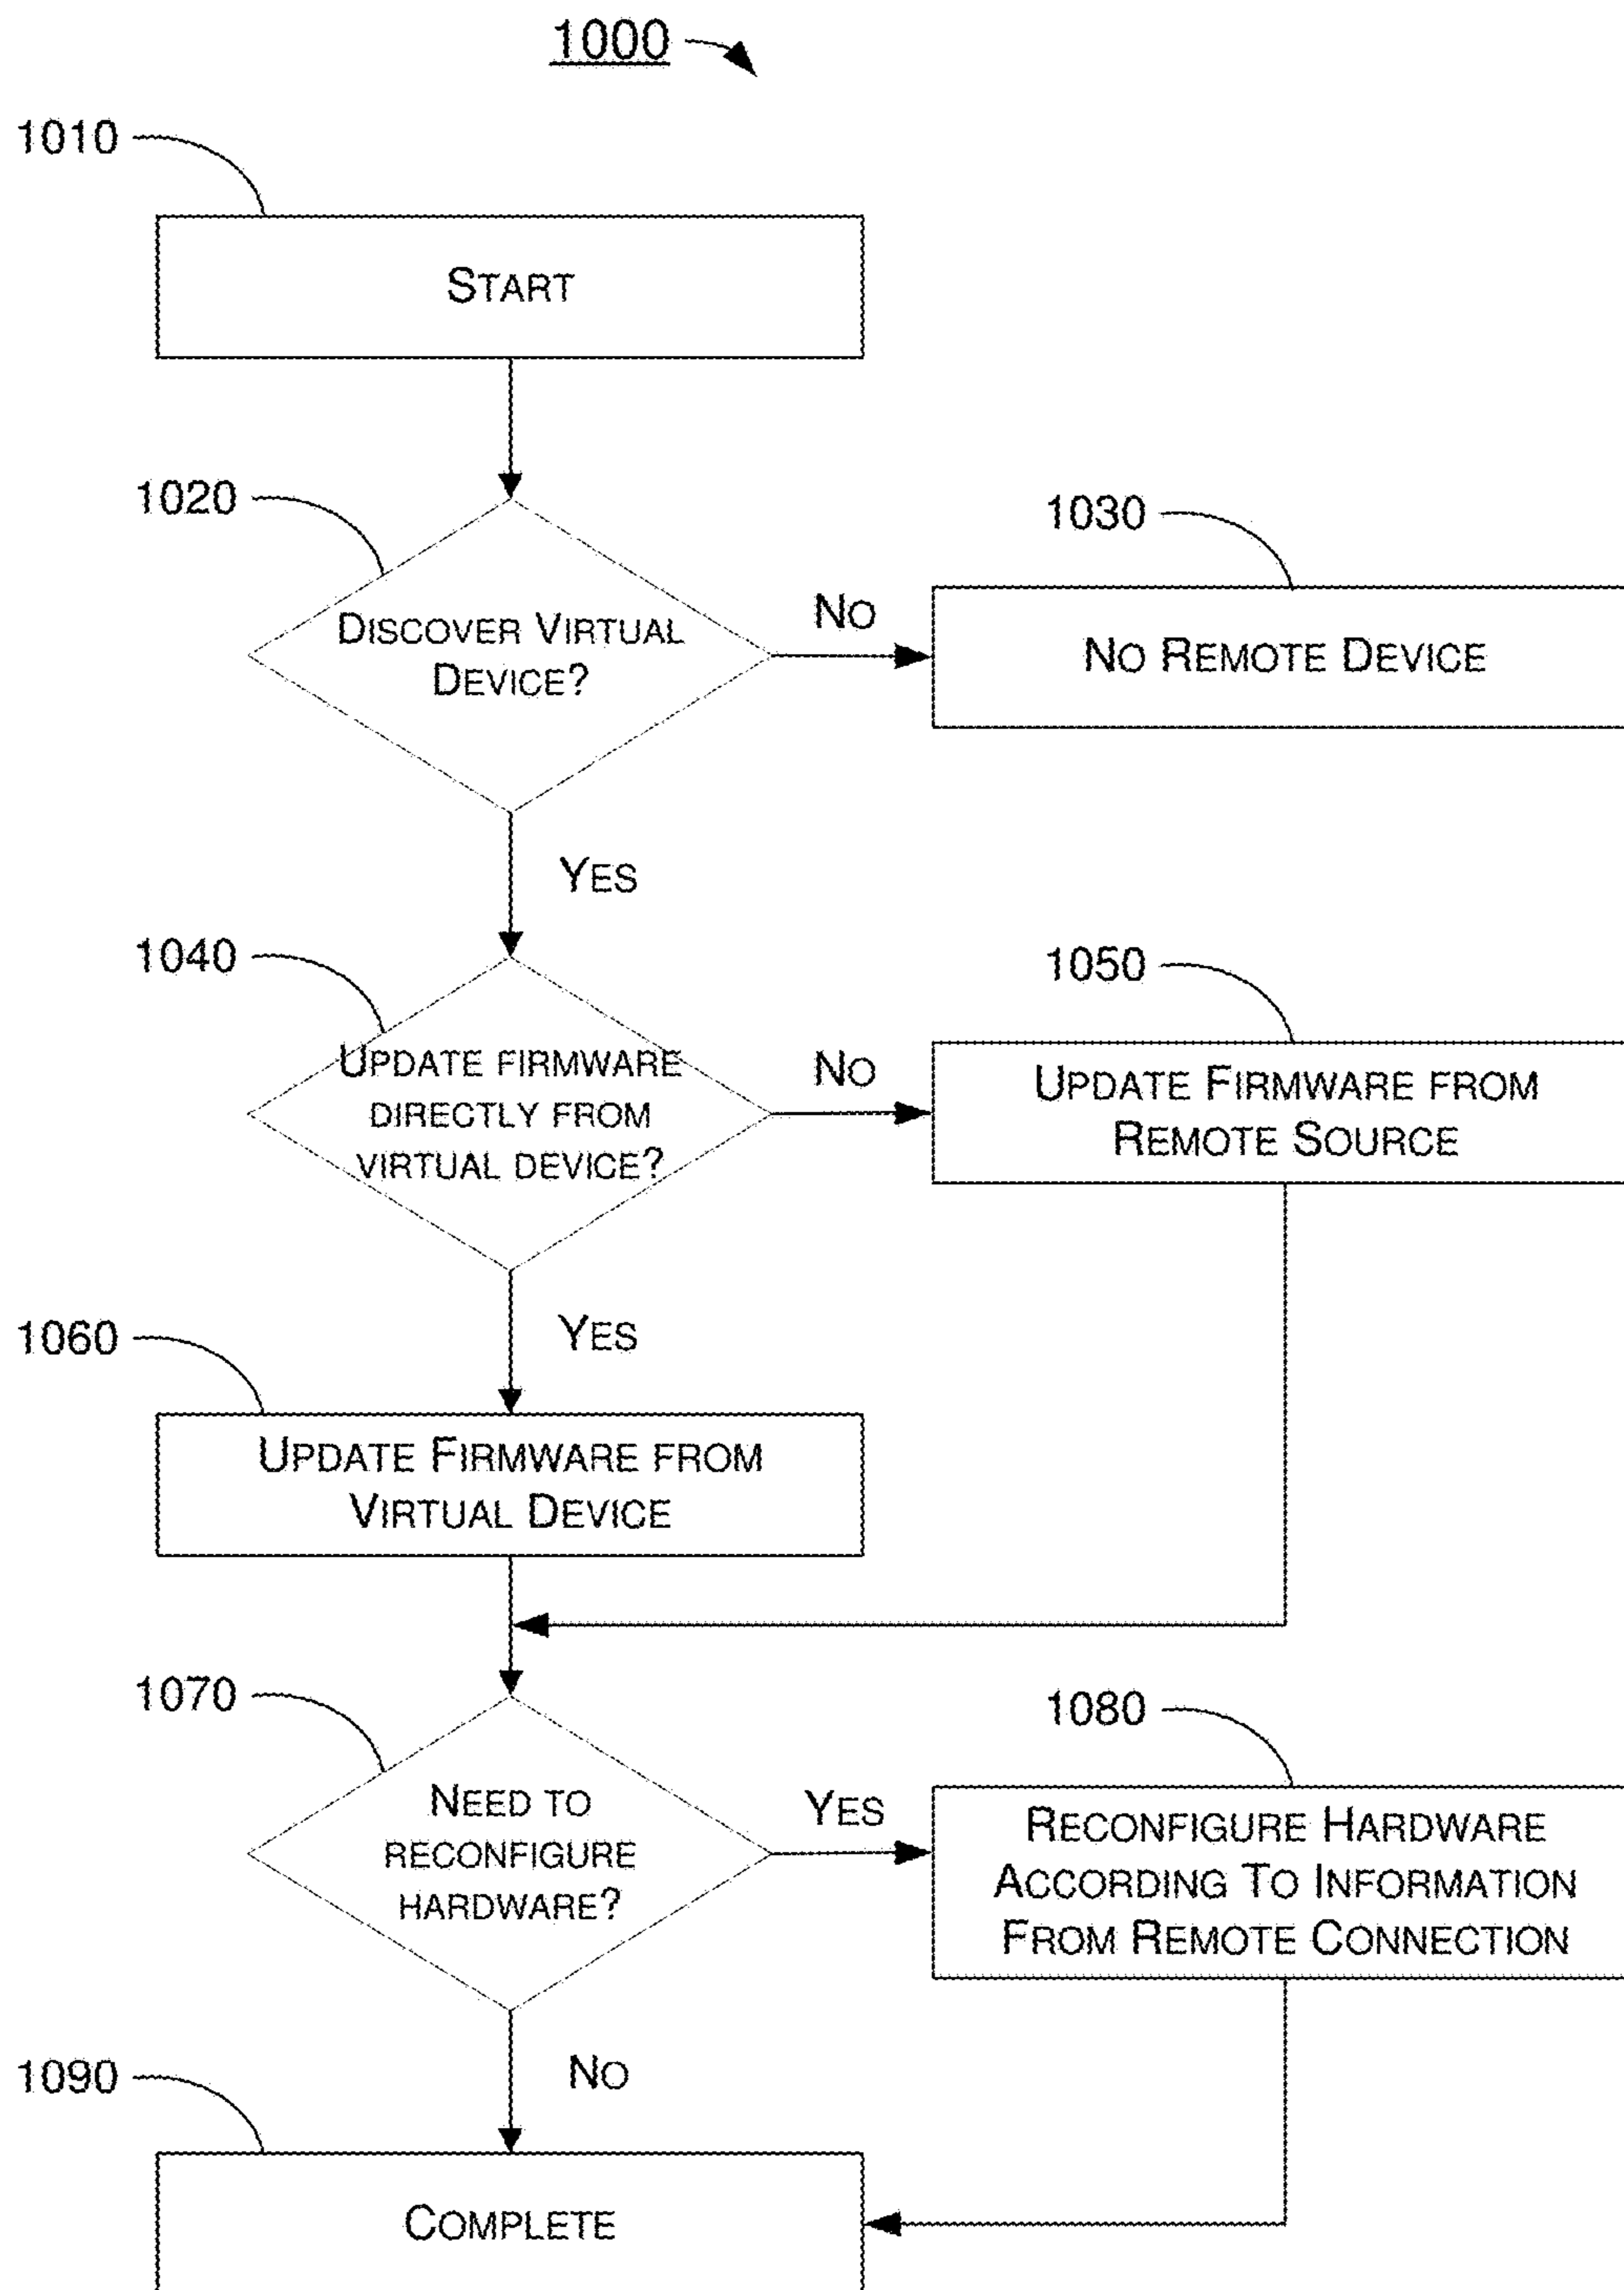 1000
1010
START
1020
DISCOVER VIRTUAL
DEVICE?
NO
1030
NO REMOTE DEVICE
YES
1040
UPDATE FIRMWARE
DIRECTLY FROM
VIRTUAL DEVICE?
NO
1050
UPDATE FIRMWARE FROM
REMOTE SOURCE
YES
1060
UPDATE FIRMWARE FROM
VIRTUAL DEVICE
1070
NEED TO
RECONFIGURE
HARDWARE?
YES
1080
RECONFIGURE HARDWARE
ACCORDING TO INFORMATION
FROM REMOTE CONNECTION
NO
1090
COMPLETE